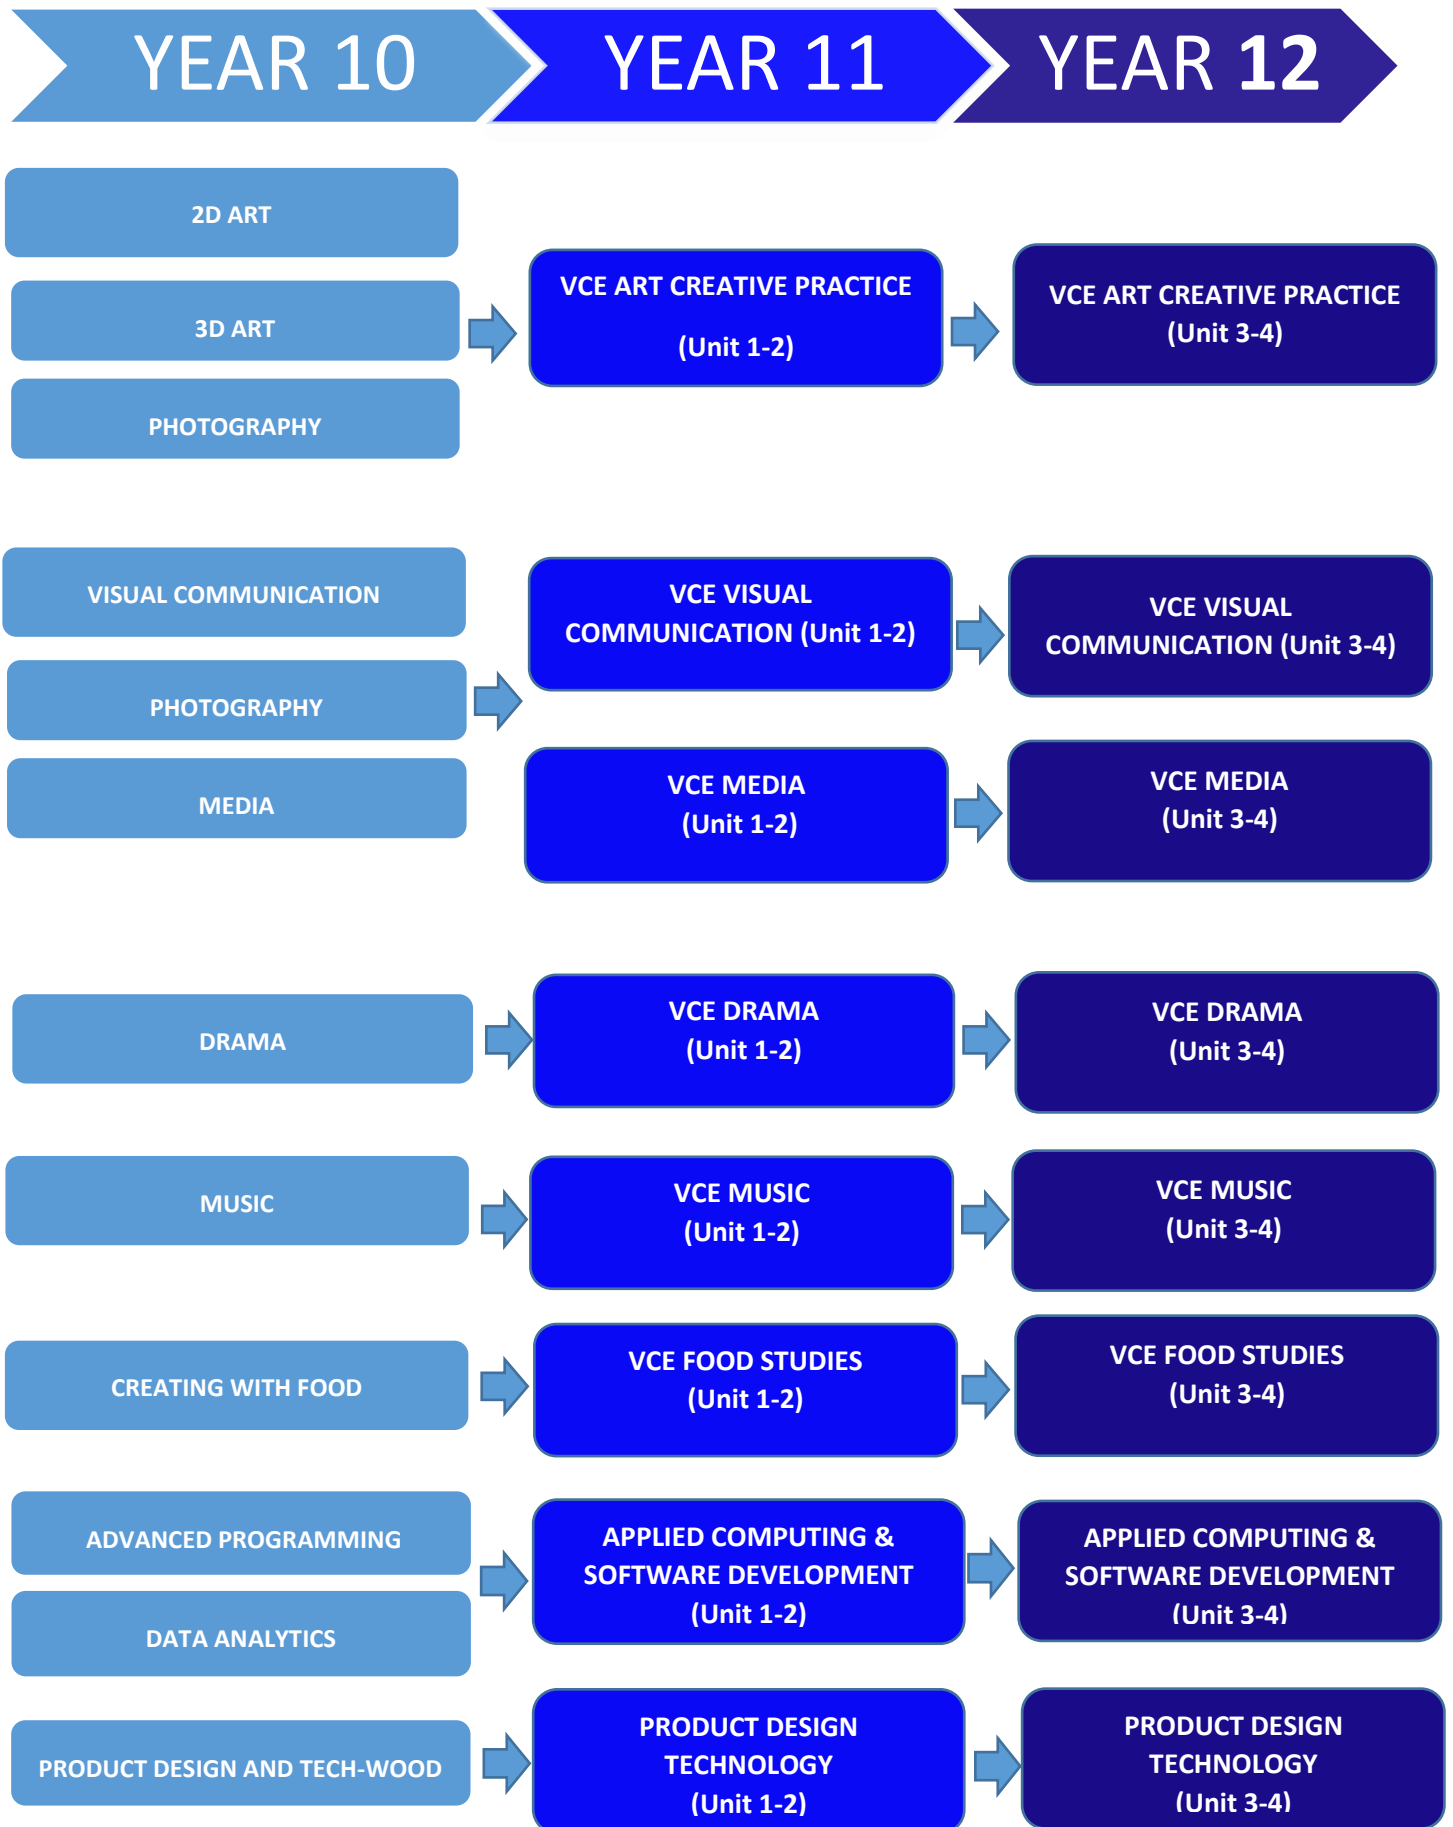 YEAR 10
YEAR 11
YEAR 12
2D ART
3D ART
PHOTOGRAPHY
VCE ART CREATIVE PRACTICE
(Unit 1-2)
VCE ART CREATIVE PRACTICE
(Unit 3-4)
VISUAL COMMUNICATION
PHOTOGRAPHY
MEDIA
VCE VISUAL
COMMUNICATION (Unit 1-2)
VCE VISUAL
COMMUNICATION (Unit 3-4)
VCE MEDIA
(Unit 1-2)
VCE MEDIA
(Unit 3-4)
DRAMA
VCE DRAMA
(Unit 1-2)
VCE DRAMA
(Unit 3-4)
MUSIC
VCE MUSIC
(Unit 1-2)
VCE MUSIC
(Unit 3-4)
CREATING WITH FOOD
VCE FOOD STUDIES
(Unit 1-2)
VCE FOOD STUDIES
(Unit 3-4)
ADVANCED PROGRAMMING
DATA ANALYTICS
APPLIED COMPUTING &
SOFTWARE DEVELOPMENT
(Unit 1-2)
APPLIED COMPUTING &
SOFTWARE DEVELOPMENT
(Unit 3-4)
PRODUCT DESIGN AND TECH-WOOD
PRODUCT DESIGN
TECHNOLOGY
(Unit 1-2)
PRODUCT DESIGN
TECHNOLOGY
(Unit 3-4)